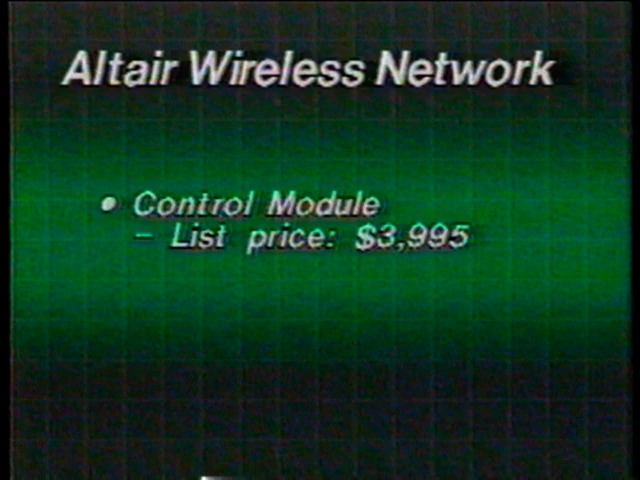 Altair Wireless Network
• Control Module
– List price: $3,995